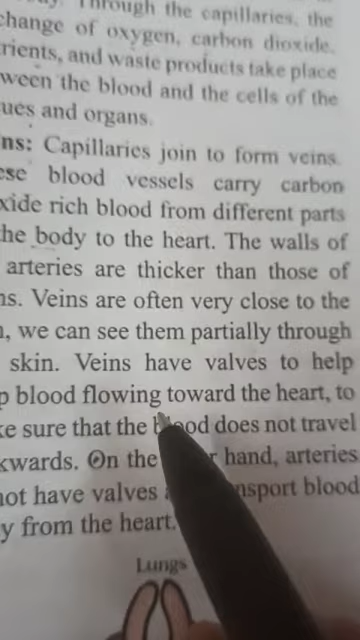 Through the capillaries, the
change of oxygen, carbon dioxide,
rients, and waste products take place
ween the blood and the cells of the
ues and organs.
ns: Capillaries join to form veins.
ese blood vessels carry carbon
xide rich blood from different parts
he body to the heart. The walls of
arteries are thicker than those of
ns. Veins are often very close to the
, we can see them partially through
skin. Veins have valves to help
p blood flowing toward the heart, to
ke sure that the blood does not travel
kwards. On the hand, arteries
not have valves blood
y from the heart.
Lungs